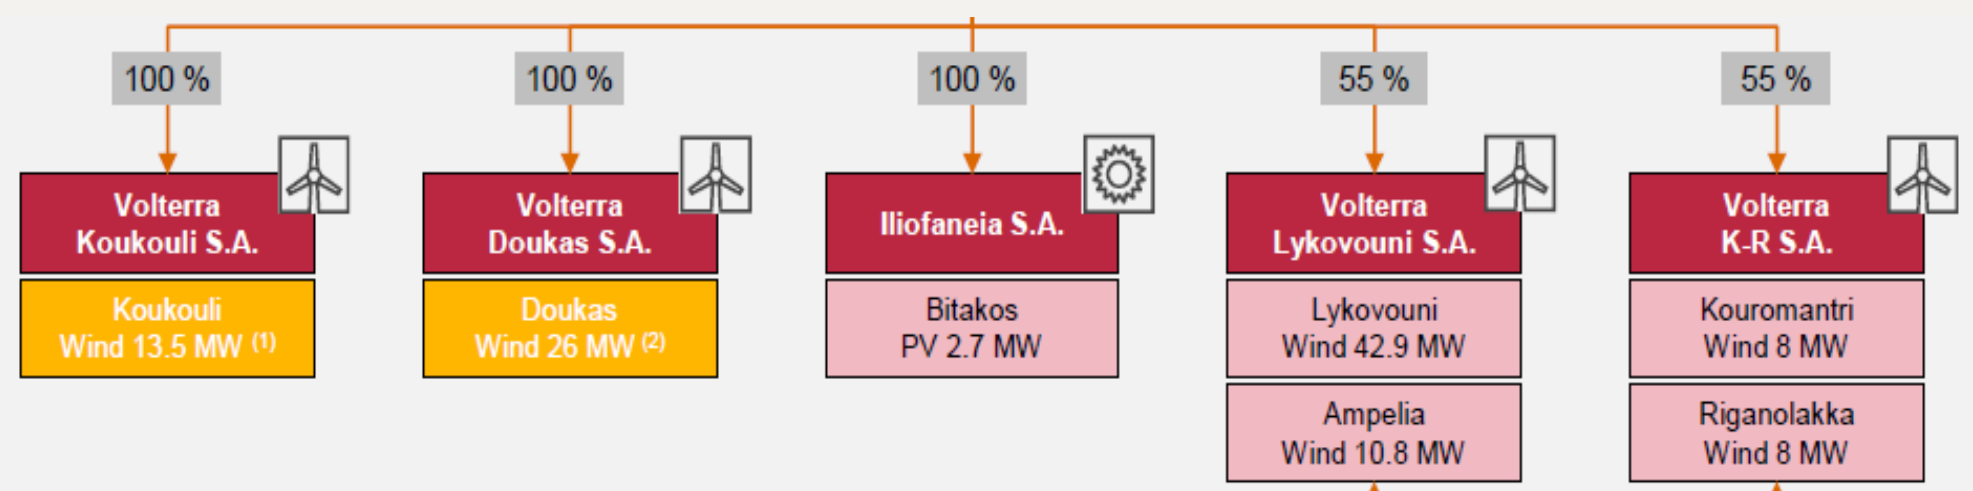 100 %
100 %
100 %
55 %
55 %
Volterra
Koukouli S.A.
Koukouli
Wind 13.5 MW (1)
Volterra
Doukas S.A.
Doukas
Wind 26 MW (2)
Iliofaneia S.A.
Bitakos
PV 2.7 MW
Volterra
Lykovouni S.A.
Lykovouni
Wind 42.9 MW
Ampelia
Wind 10.8 MW
Volterra
K-R S.A.
Kouromantri
Wind 8 MW
Riganolakka
Wind 8 MW